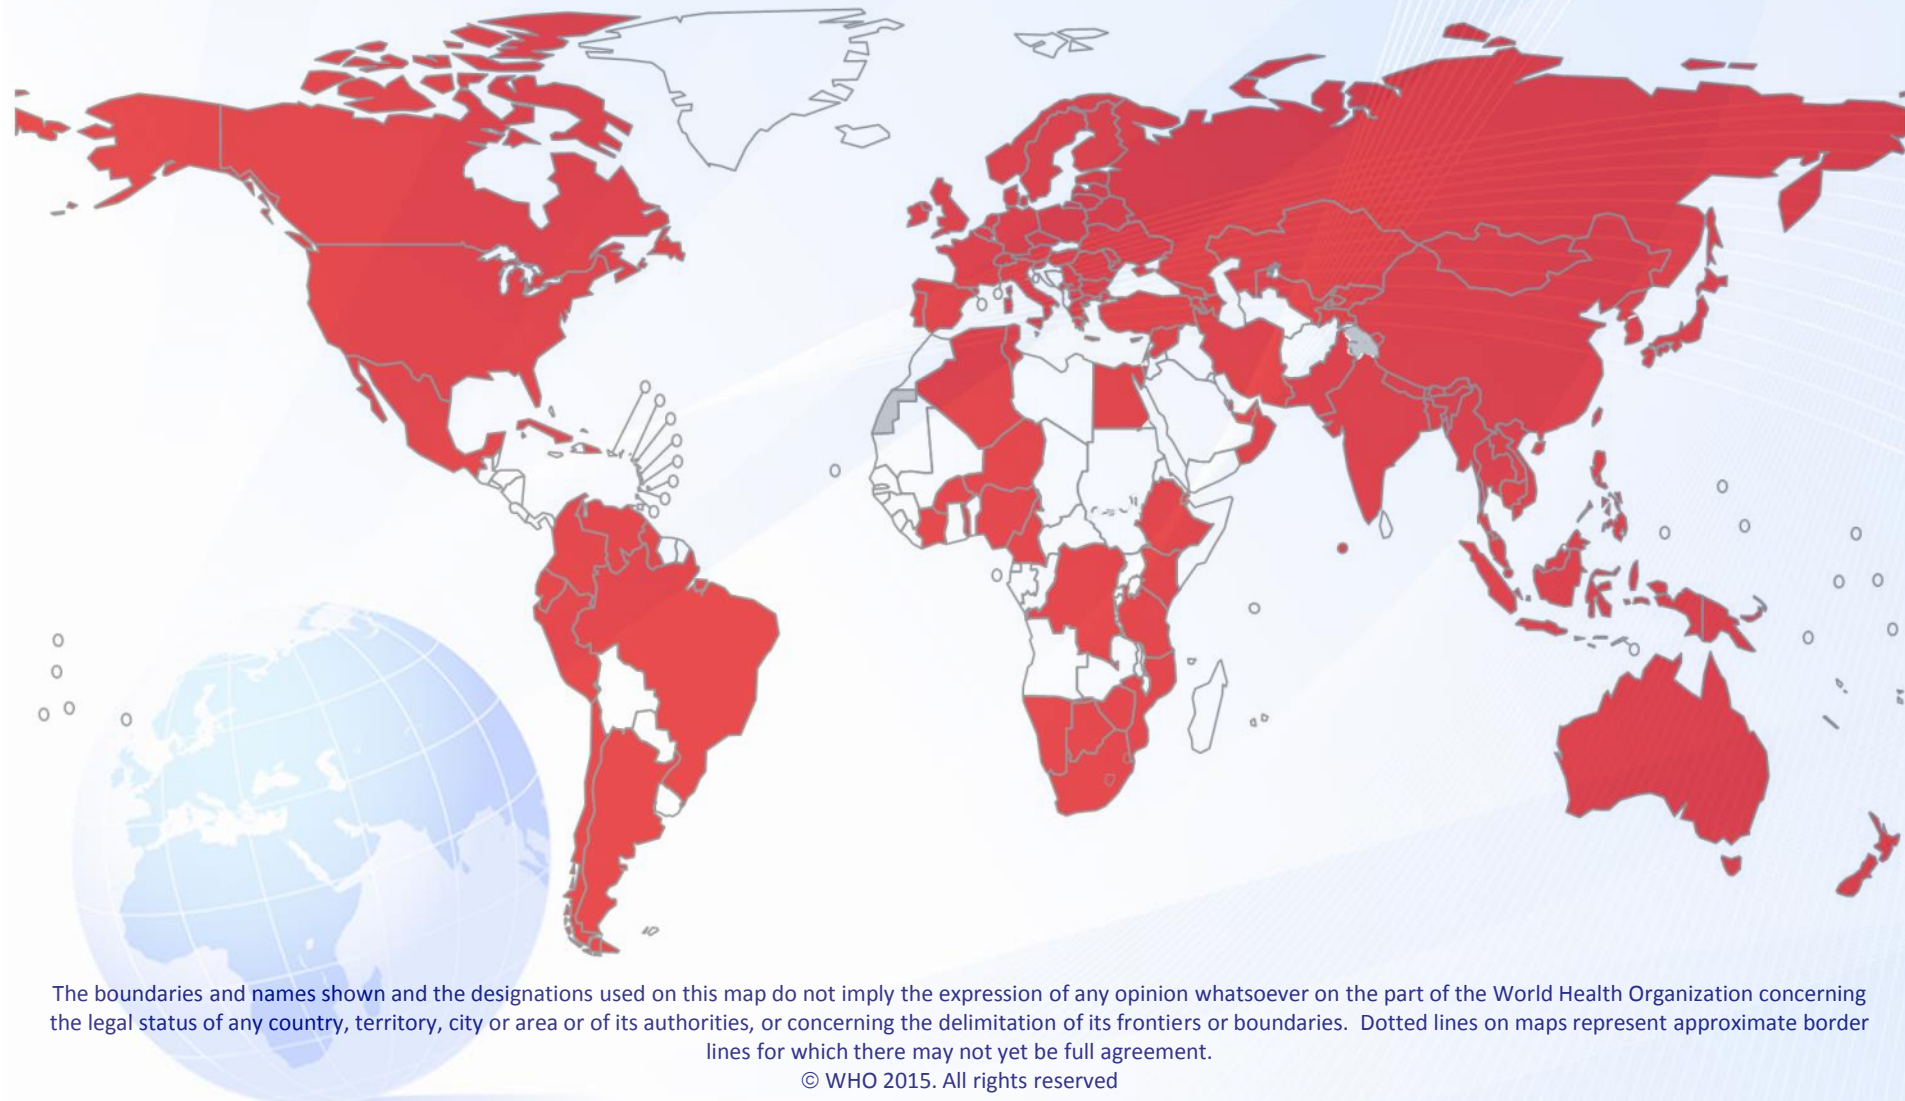 The boundaries and names shown and the designations used on this map do not imply the expression of any opinion whatsoever on the part of the World Health Organization concerning
the legal status of any country, territory, city or area or of its authorities, or concerning the delimitation of its frontiers or boundaries.  Dotted lines on maps represent approximate border
lines for which there may not yet be full agreement.
© WHO 2015. All rights reserved